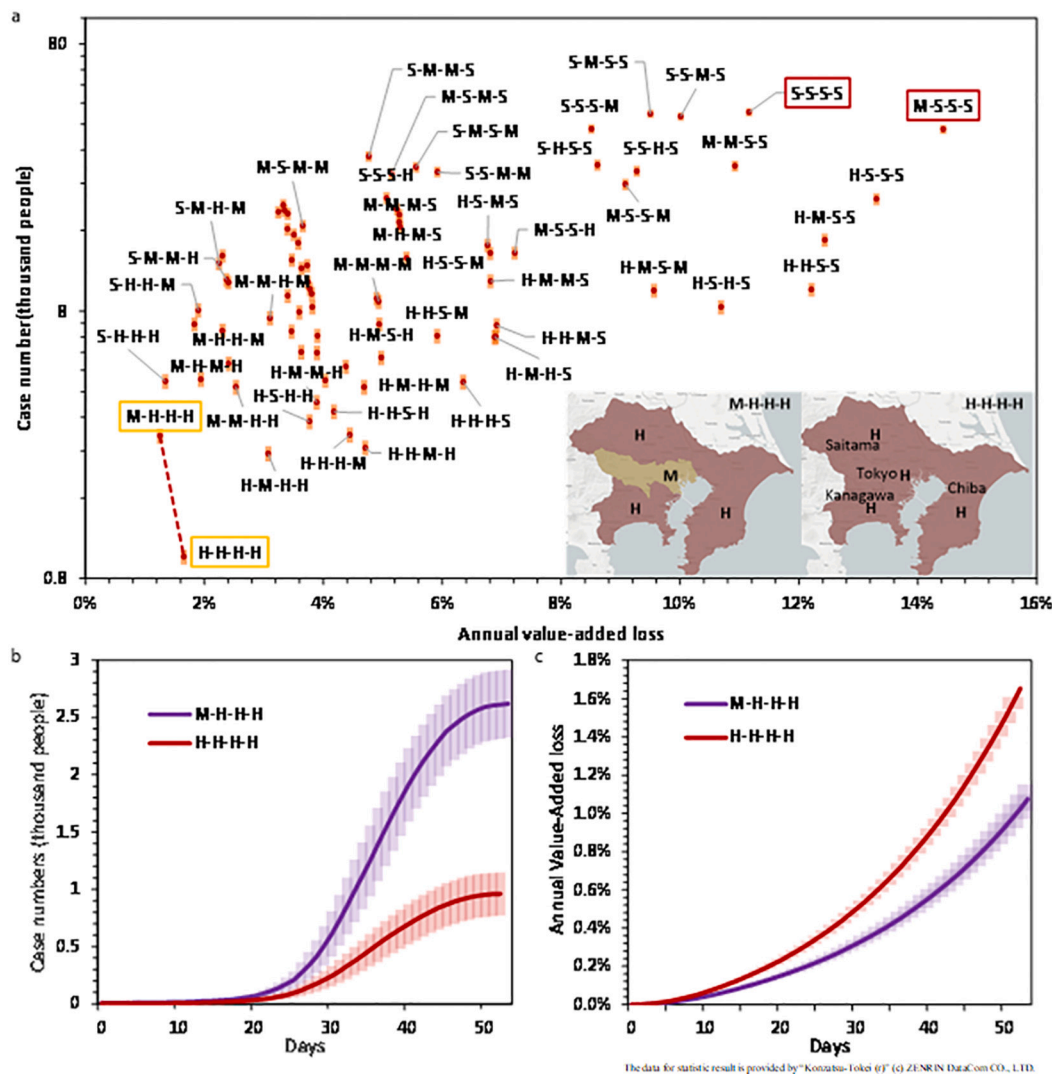 a
80
8
0.8
Case number(thousand people)
S-M-M-S
M-S-M-S
S-M-S-M
S-M-S-S
S-S-M-S
S-S-S-S
M-S-S-S
S-S-S-M
S-H-S-S
S-S-H-S
M-M-S-S
M-S-M-M
S-S-S-H
S-S-M-M
H-S-S-S
S-M-H-M
M-M-M-S
H-S-M-S
M-S-S-M
M-H-M-S
M-S-S-H
H-M-S-S
S-M-M-H
M-M-M-M
H-S-S-M
H-M-S-M
H-H-S-S
S-H-H-M
M-M-H-M
H-M-M-S
H-S-H-S
H-H-S-M
S-H-H-H
M-H-H-M
H-M-S-H
H-H-M-S
M-H-M-H
H-M-M-H
H-M-H-S
H-S-H-H
H-M-H-M
M-H-H-H
M-M-H-H
H-H-S-H
H-H-H-S
H-H-H-M
H-H-M-H
H-M-H-H
H-H-H-H
M-H-H-H
H
M
H
H
H-H-H-H
H
Saitama
Tokyo H
Kanagawa
Chiba
H
H
0% 2% 4% 6% 8% 10% 12% 14% 16%
Annual value-added loss
b
Case numbers (thousand people)
3
2.5
2
1.5
1
0.5
0
M-H-H-H
H-H-H-H
0 10 20 30 40 50
Days
c
Annual Value-Added loss
1.8%
1.6%
1.4%
1.2%
1.0%
0.8%
0.6%
0.4%
0.2%
0.0%
M-H-H-H
H-H-H-H
0 10 20 30 40 50
Days
The data for statistic result is provided by "Konzatsu-Tokei (r)" (c) ZENRIN DataCom CO., LTD.